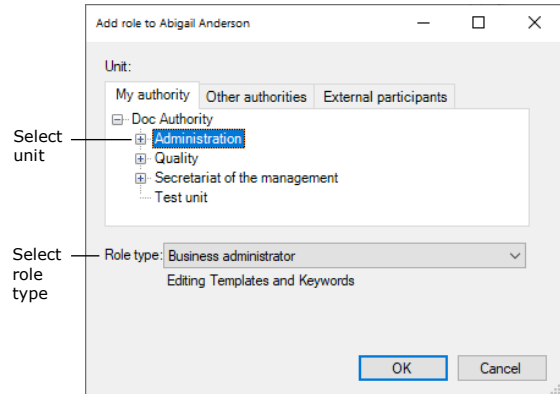 Add role to Abigail Anderson
Unit:
My authority Other authorities External participants
Doc Authority
Select unit
Administration
Quality
Secretariat of the management
Test unit
Select role type
Role type: Business administrator
Editing Templates and Keywords
OK Cancel